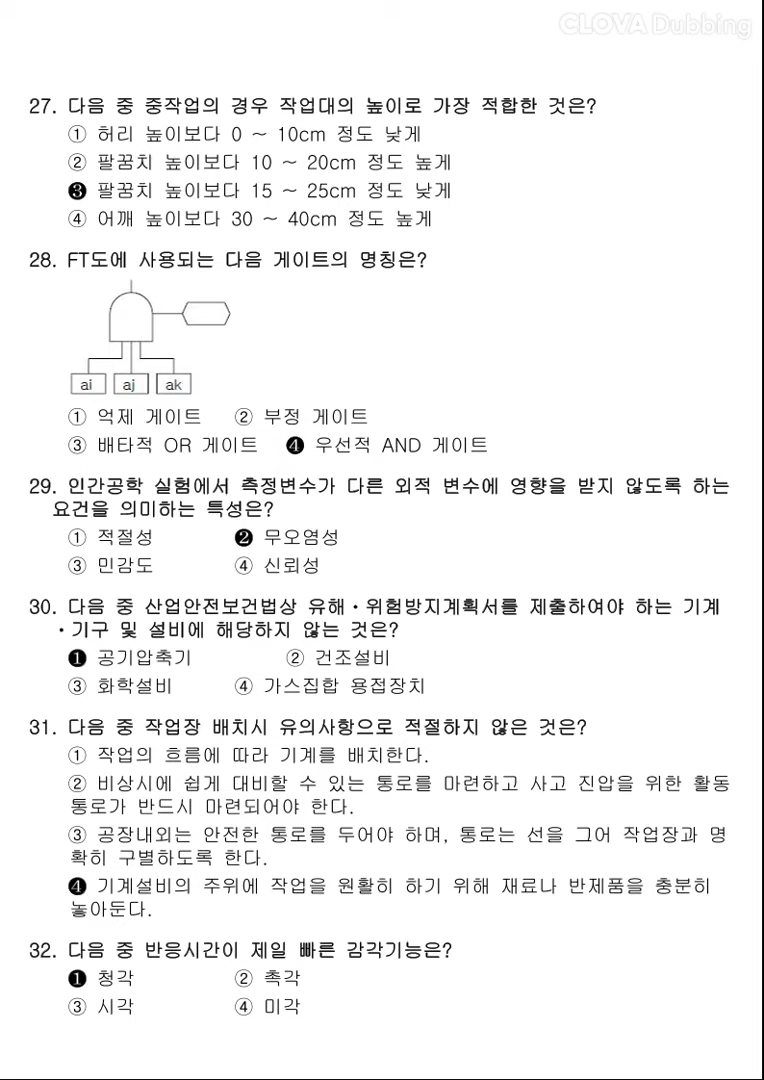 CLOVA Dubbing
27. 다음 중 중작업의 경우 작업대의 높이로 가장 적합한 것은?
① 허리 높이보다 0 ~ 10cm 정도 낮게
② 팔꿈치 높이보다 10 ~ 20cm 정도 높게
❸ 팔꿈치 높이보다 15 ~ 25cm 정도 낮게
④ 어깨 높이보다 30 ~ 40cm 정도 높게
28. FT도에 사용되는 다음 게이트의 명칭은?
ai aj ak
① 억제 게이트 ② 부정 게이트
③ 배타적 OR 게이트 ❹ 우선적 AND 게이트
29. 인간공학 실험에서 측정변수가 다른 외적 변수에 영향을 받지 않도록 하는
요건을 의미하는 특성은?
① 적절성 ❷ 무오염성
③ 민감도 ④ 신뢰성
30. 다음 중 산업안전보건법상 유해・위험방지계획서를 제출하여야 하는 기계
・기구 및 설비에 해당하지 않는 것은?
❶ 공기압축기 ② 건조설비
③ 화학설비 ④ 가스집합 용접장치
31. 다음 중 작업장 배치시 유의사항으로 적절하지 않은 것은?
① 작업의 흐름에 따라 기계를 배치한다.
② 비상시에 쉽게 대비할 수 있는 통로를 마련하고 사고 진압을 위한 활동
통로가 반드시 마련되어야 한다.
③ 공장내외는 안전한 통로를 두어야 하며, 통로는 선을 그어 작업장과 명
확히 구별하도록 한다.
❹ 기계설비의 주위에 작업을 원활히 하기 위해 재료나 반제품을 충분히
놓아둔다.
32. 다음 중 반응시간이 제일 빠른 감각기능은?
❶ 청각 ② 촉각
③ 시각 ④ 미각